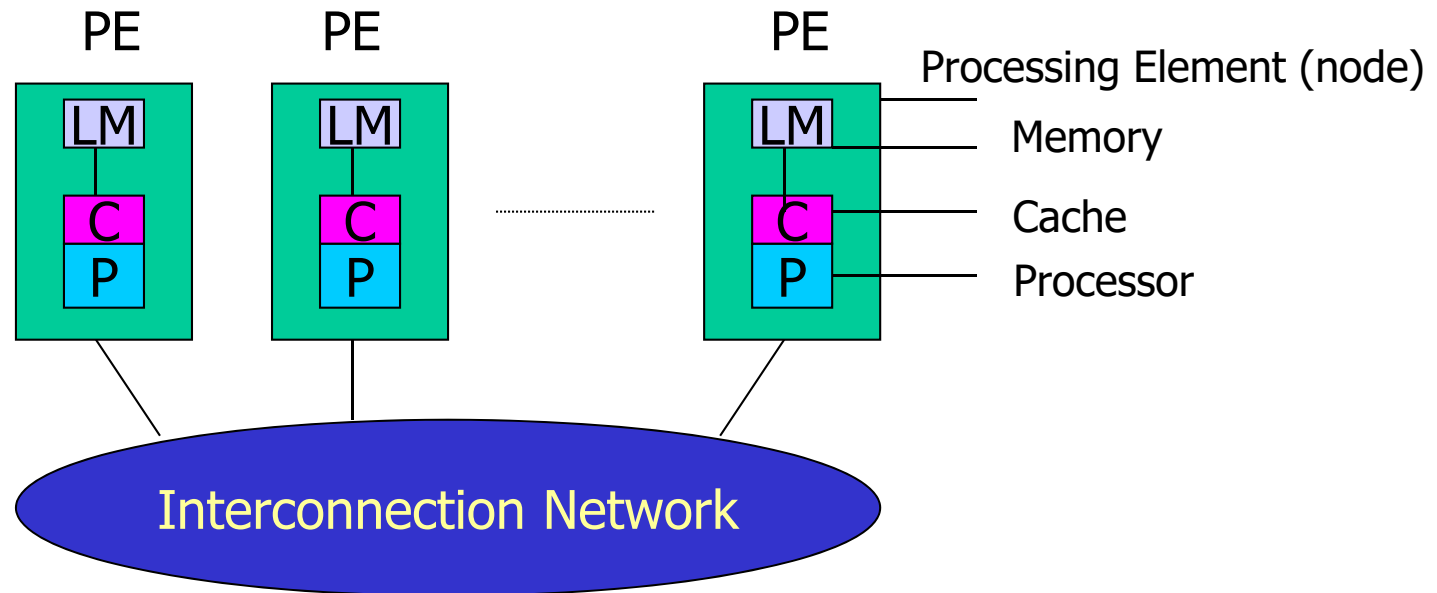 PE
PE
PE
Processing Element (node)
LM
LM
LM
Memory
C
C
C
Cache
P
P
P
Processor
Interconnection Network